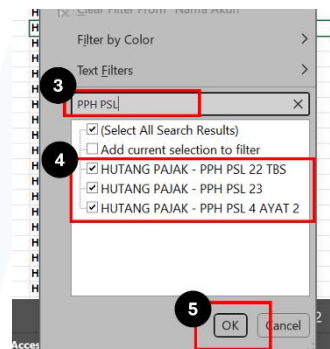 Clear Filter From "Nama Akun"
Filter by Color
Text Filters
3
PPH PSL
(Select All Search Results)
Add current selection to filter
4
HUTANG PAJAK - PPH PSL 22 TBS
HUTANG PAJAK - PPH PSL 23
HUTANG PAJAK - PPH PSL 4 AYAT 2
5
OK
Cancel